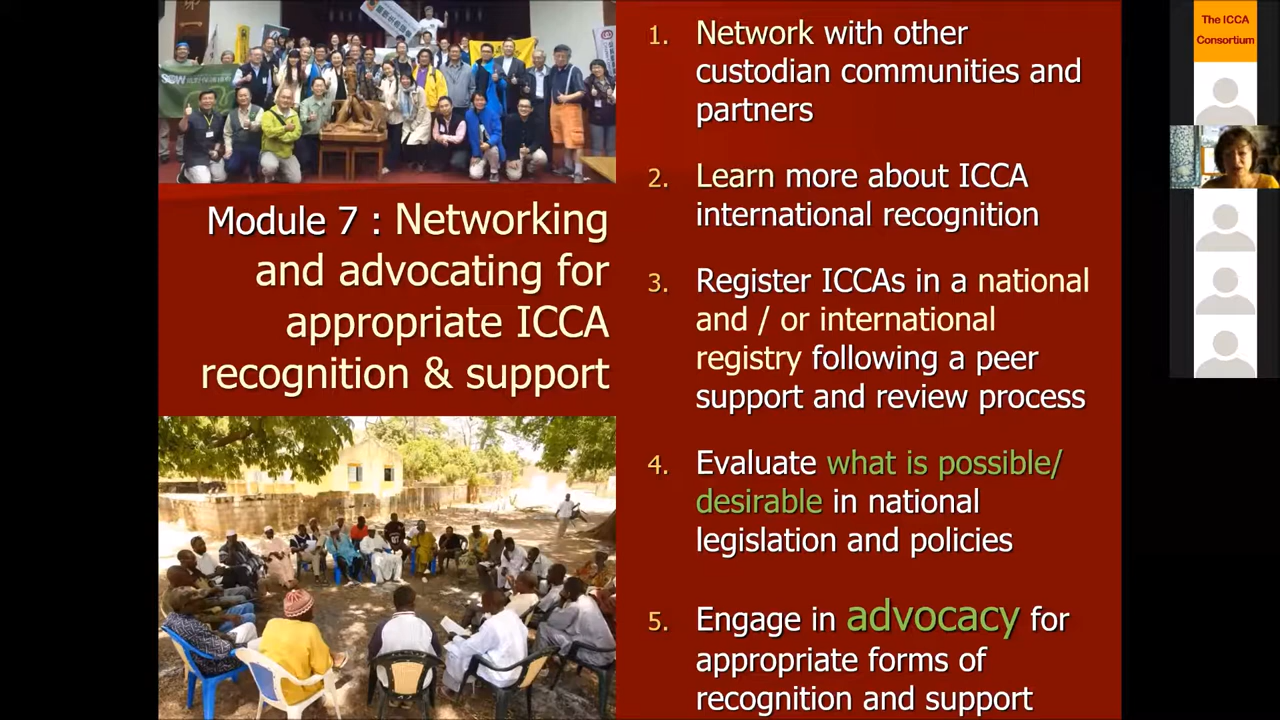 SOW
Module 7 : Networking
and advocating for
appropriate ICCA
recognition & support
1. Network with other
custodian communities and
partners
2. Learn more about ICCA
international recognition
3. Register ICCAs in a national
and / or international
registry following a peer
support and review process
4. Evaluate what is possible/
desirable in national
legislation and policies
5. Engage in advocacy for
appropriate forms of
recognition and support
The ICCA
Consortium